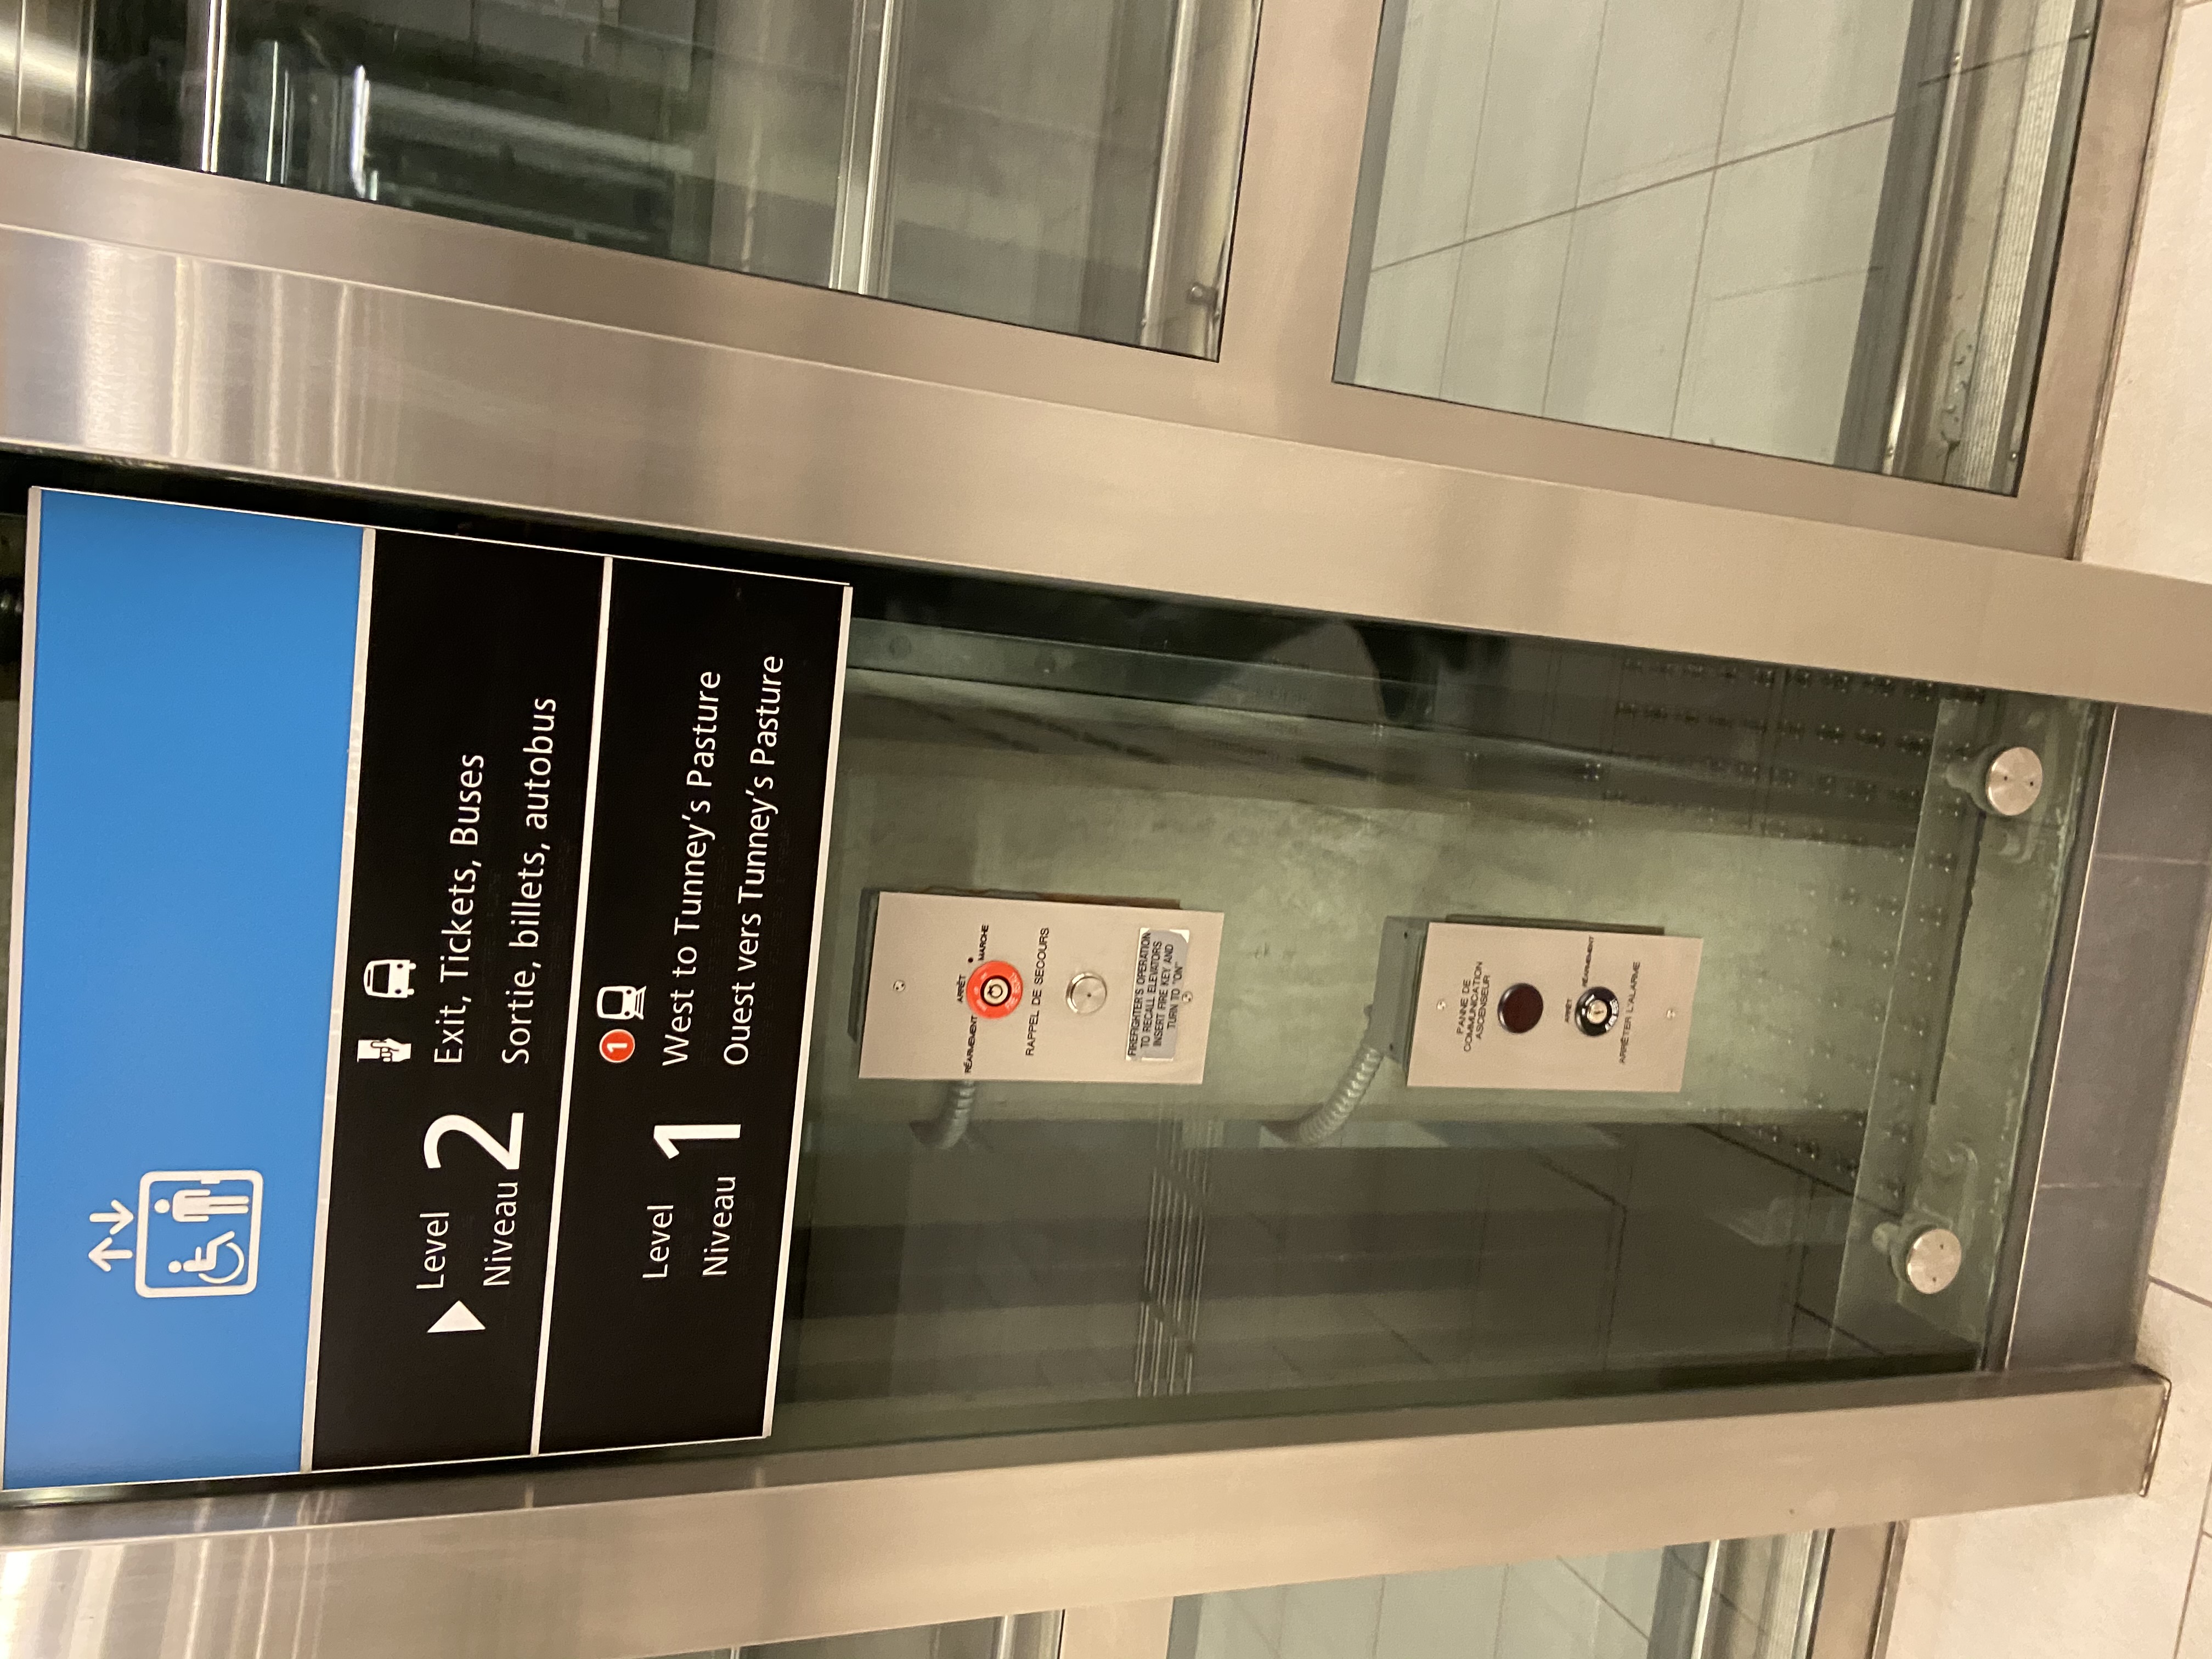 Level
Niveau
2
Exit, Tickets, Buses
Sortie, billets, autobus
1
Level
Niveau
1
West to Tunney's Pasture
Ouest vers Tunney's Pasture
ARRÊT
RÉARMEMENT
MARCHE
FIRE RECALL
RAPPEL DE SECOURS
FIREFIGHTER'S OPERATION
TO RECALL ELEVATORS
INSERT FIRE KEY AND
TURN TO "ON"
PANNE DE
COMMUNICATION
ASCENSEUR
ARRÊT
RÉARMEMENT
ARRÊTER L'ALARME